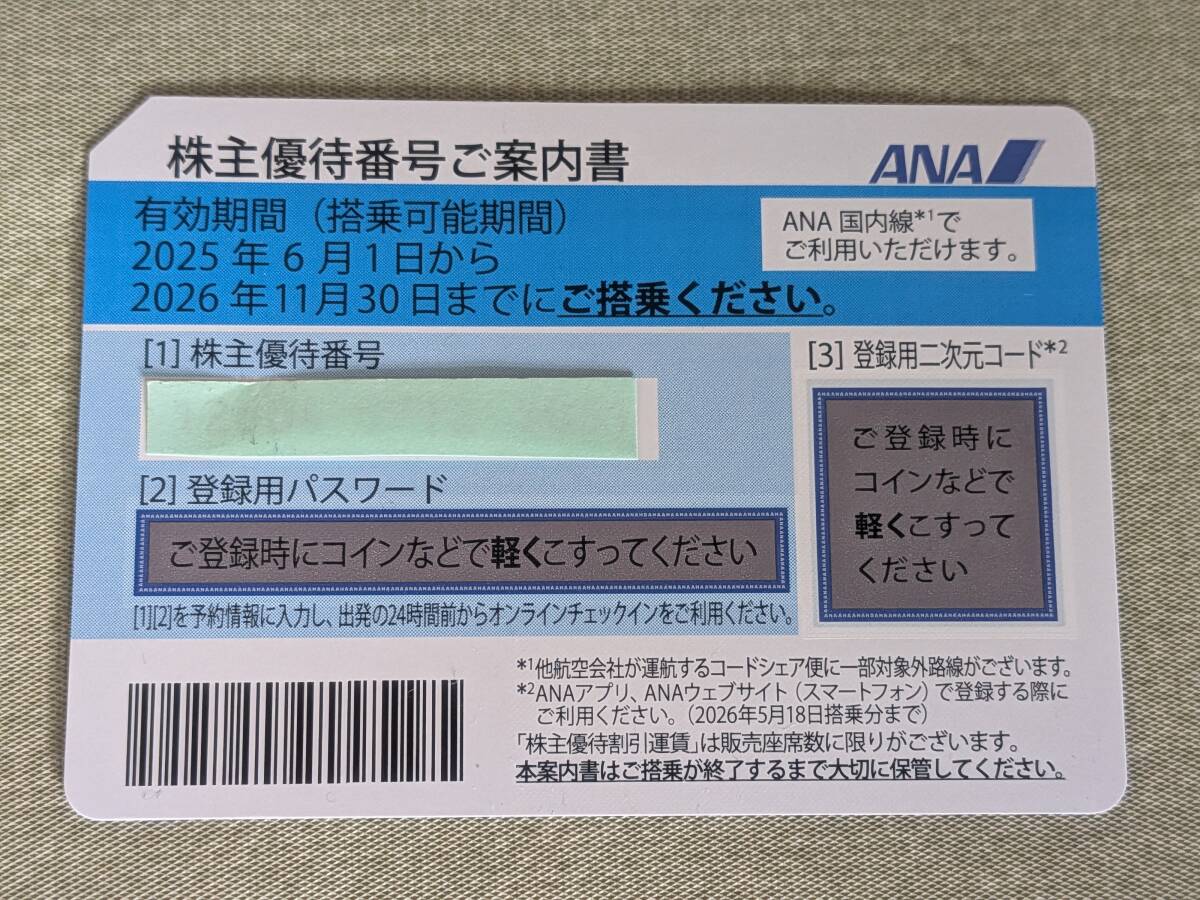 株主優待番号ご案内書
ANA
有効期間（搭乗可能期間）
2025年6月1日から
2026年11月30日までにご搭乗ください。
ANA 国内線*1で
ご利用いただけます。
[1] 株主優待番号
[2] 登録用パスワード
ご登録時にコインなどで軽くこすってください
[1][2]を予約情報に入力し、出発の24時間前からオンラインチェックインをご利用ください。
[3] 登録用二次元コード*2
ご登録時に
コインなどで
軽くこすって
ください
*1他航空会社が運航するコードシェア便に一部対象外路線がございます。
*2ANAアプリ、ANAウェブサイト（スマートフォン）で登録する際に
ご利用ください。（2026年5月18日搭乗分まで）
「株主優待割引運賃」は販売座席数に限りがございます。
本案内書はご搭乗が終了するまで大切に保管してください。